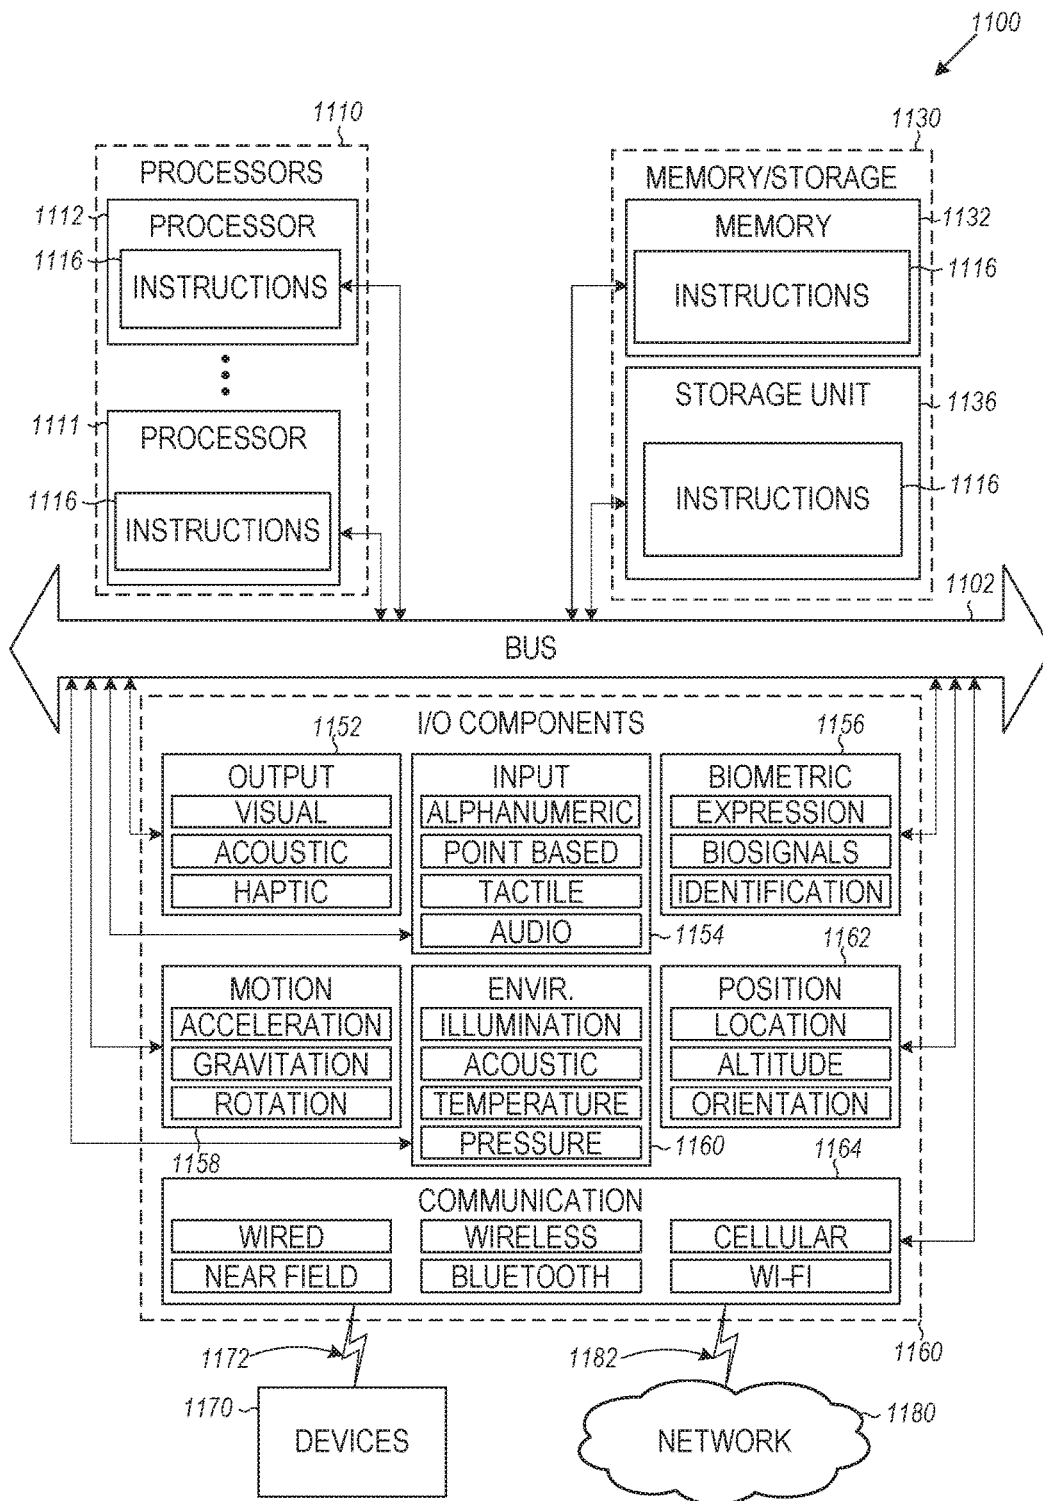 1100
1110
1130
PROCESSORS
MEMORY/STORAGE
1112
PROCESSOR
MEMORY
1132
1116
INSTRUCTIONS
INSTRUCTIONS
1116
1111
PROCESSOR
STORAGE UNIT
1136
1116
INSTRUCTIONS
INSTRUCTIONS
1116
1102
BUS
I/O COMPONENTS
1152
OUTPUT
VISUAL
ACOUSTIC
HAPTIC
INPUT
ALPHANUMERIC
POINT BASED
TACTILE
AUDIO
1154
1156
BIOMETRIC
EXPRESSION
BIOSIGNALS
IDENTIFICATION
MOTION
ACCELERATION
GRAVITATION
ROTATION
1158
ENVIR.
ILLUMINATION
ACOUSTIC
TEMPERATURE
PRESSURE
1160
1162
POSITION
LOCATION
ALTITUDE
ORIENTATION
1164
COMMUNICATION
WIRED
WIRELESS
CELLULAR
NEAR FIELD
BLUETOOTH
WI-FI
1160
1172
1182
1170
DEVICES
NETWORK
1180